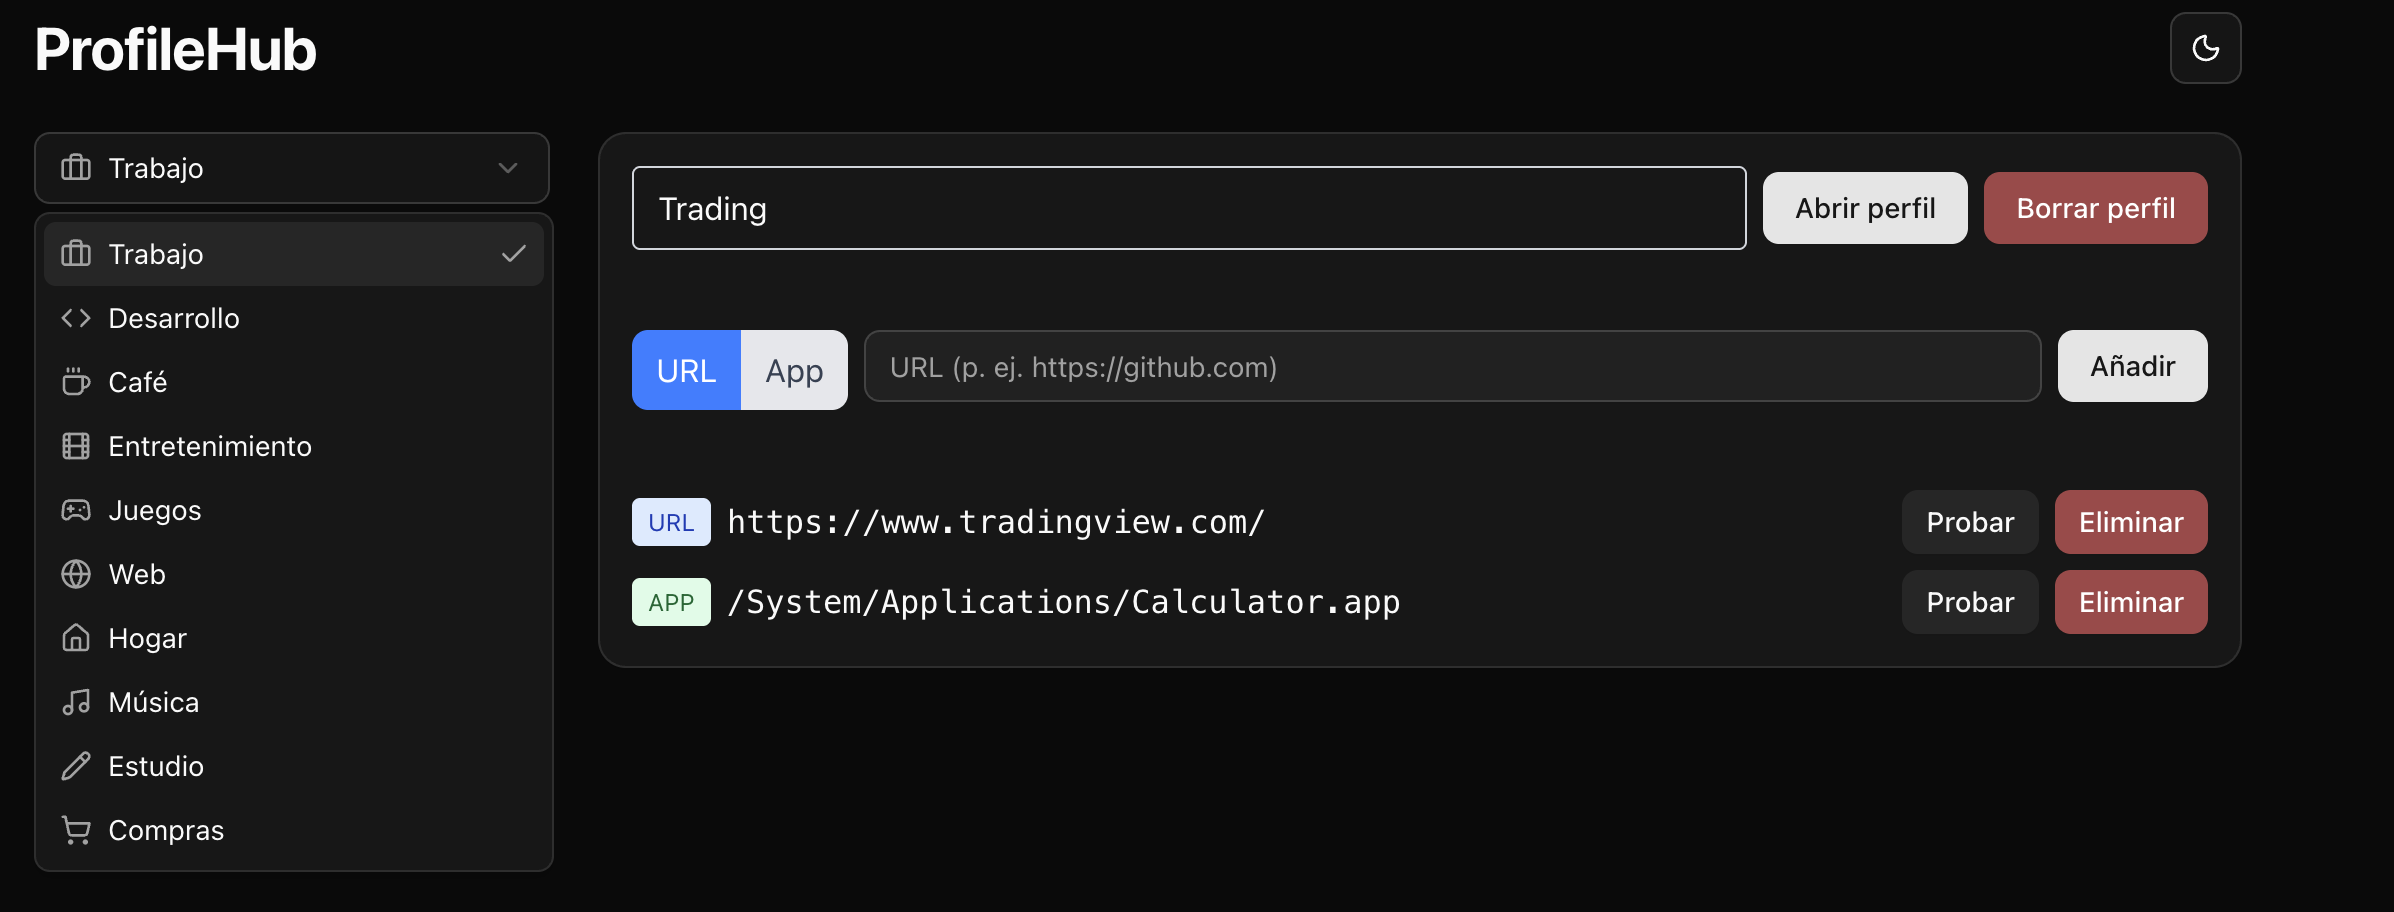 ProfileHub
Trabajo
Trabajo
Desarrollo
Café
Entretenimiento
Juegos
Web
Hogar
Música
Estudio
Compras
Trading
Abrir perfil
Borrar perfil
URL
App
URL (p. ej. https://github.com)
Añadir
URL https://www.tradingview.com/ Probar Eliminar
APP /System/Applications/Calculator.app Probar Eliminar